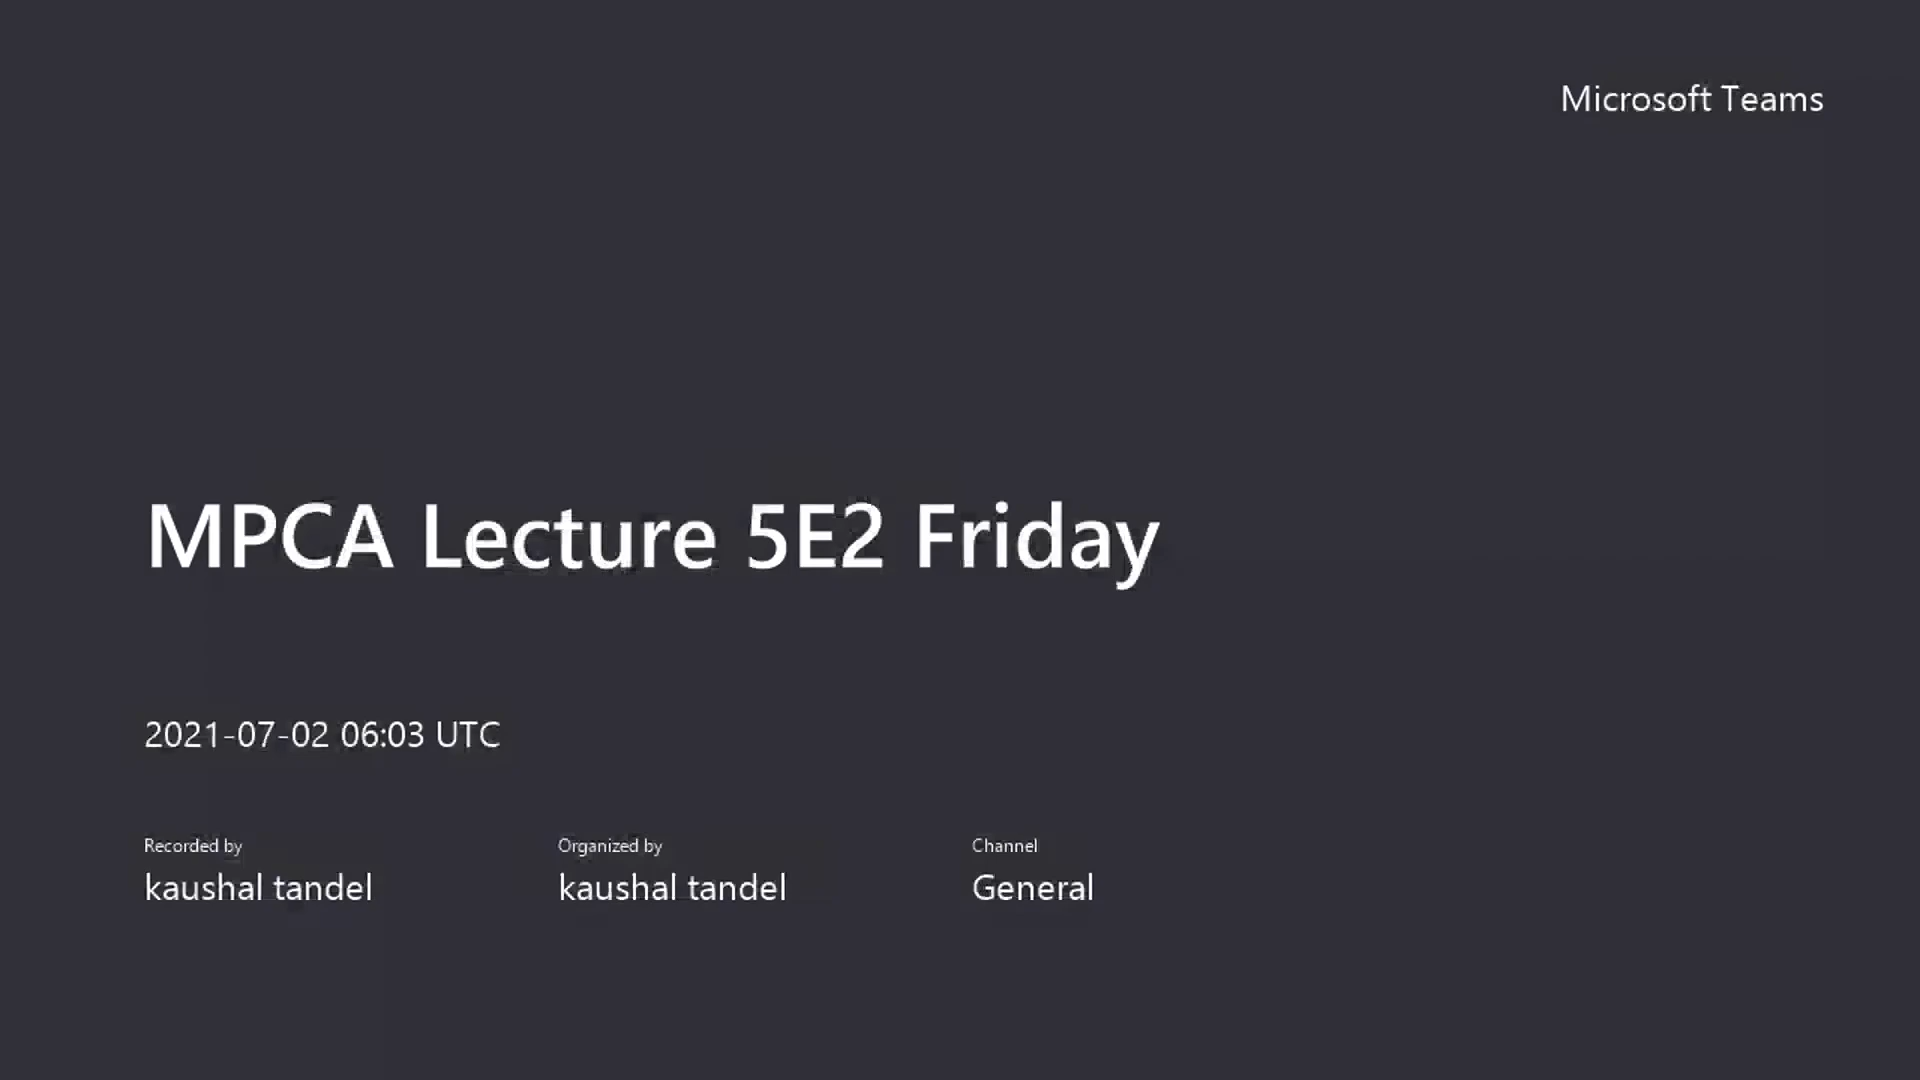 Microsoft Teams
MPCA Lecture 5E2 Friday
2021-07-02 06:03 UTC
Recorded by
kaushal tandel
Organized by
kaushal tandel
Channel
General